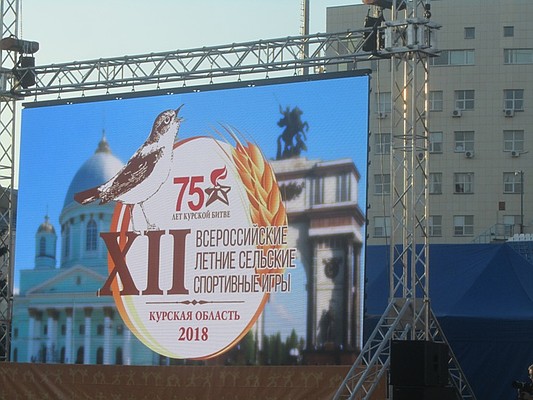 75
ЛЕТ КУРСКОЙ БИТВЕ
XII
ВСЕРОССИЙСКИЕ
ЛЕТНИЕ СЕЛЬСКИЕ
СПОРТИВНЫЕ ИГРЫ
КУРСКАЯ ОБЛАСТЬ
2018